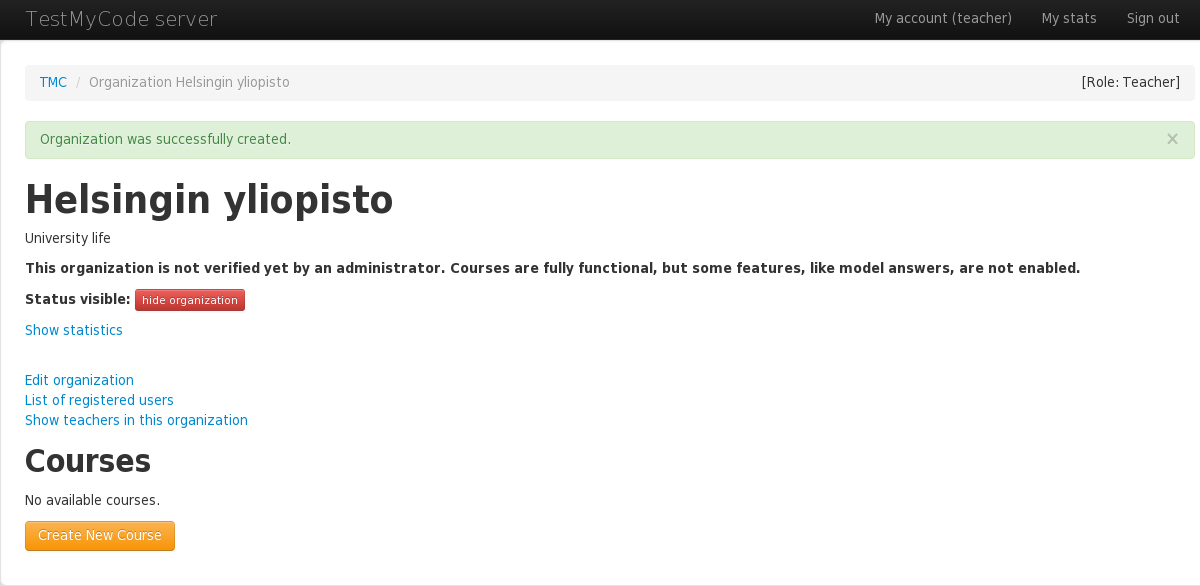 TestMyCode server
My account (teacher) My stats Sign out
TMC / Organization Helsingin yliopisto [Role: Teacher]
Organization was successfully created. ×
Helsingin yliopisto
University life
This organization is not verified yet by an administrator. Courses are fully functional, but some features, like model answers, are not enabled.
Status visible: hide organization
Show statistics
Edit organization
List of registered users
Show teachers in this organization
Courses
No available courses.
Create New Course